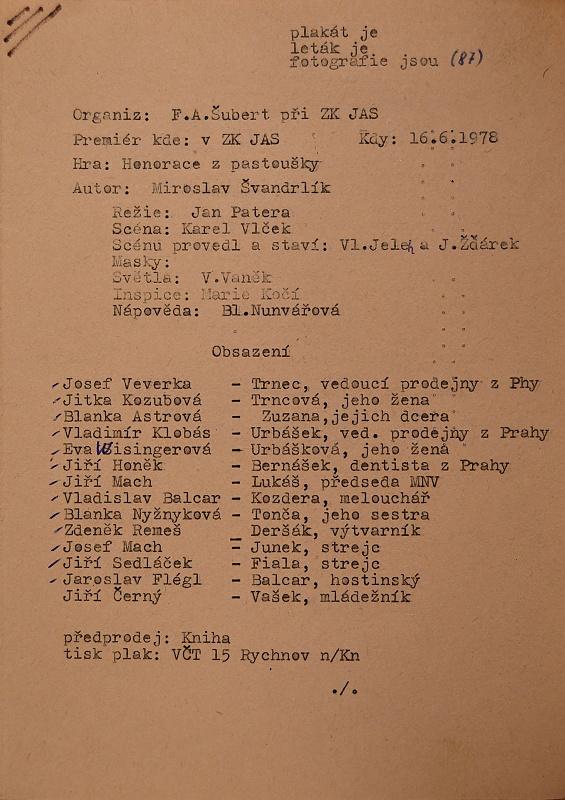 plakát je
leták je
fotografie jsou (87)
Organiz: F.A.Šubert při ZK JAS
Premiér kde: v ZK JAS Kdy: 16.6.1978
Hra: Honorace z pastoušky
Autor: Miroslav Švandrlík
Režie: Jan Patera
Scéna: Karel Vlček
Scénu provedl a staví: Vl.Jeleň a J.Žďárek
Masky:
Světla: V.Vaněk
Inspice: Marie Kočí
Nápověda: Bl.Nunvářová
Obsazení
Josef Veverka - Trnec, vedoucí prodejny z Phy
Jitka Kozubová - Trncová, jeho žena
Blanka Astrová - Zuzana,jejich dcera
Vladimír Klobás - Urbášek, ved. prodejny z Prahy
Eva Wisingerová - Urbášková, jeho žena
Jiří Honěk - Bernášek, dentista z Prahy
Jiří Mach - Lukáš, předseda MNV
Vladislav Balcar - Kozdera, melouchář
Blanka Nyžnyková - Tonča, jeho sestra
Zdeněk Remeš _ Deršák, výtvarník
Josef Mach - Junek, strejc
Jiří Sedláček - Fiala, strejc
Jaroslav Flégl - Balcar, hostinský
Jiří Černý - Vašek, mládežník
předprodej: Kniha
tisk plak: VČT 15 Rychnov n/Kn
./.